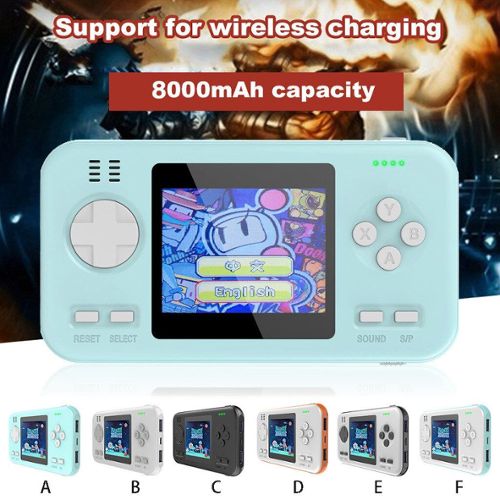 Support for wireless charging
8000mAh capacity
Y
X B
A
中文
English
RESET SELECT SOUND S/P
A B C D E F